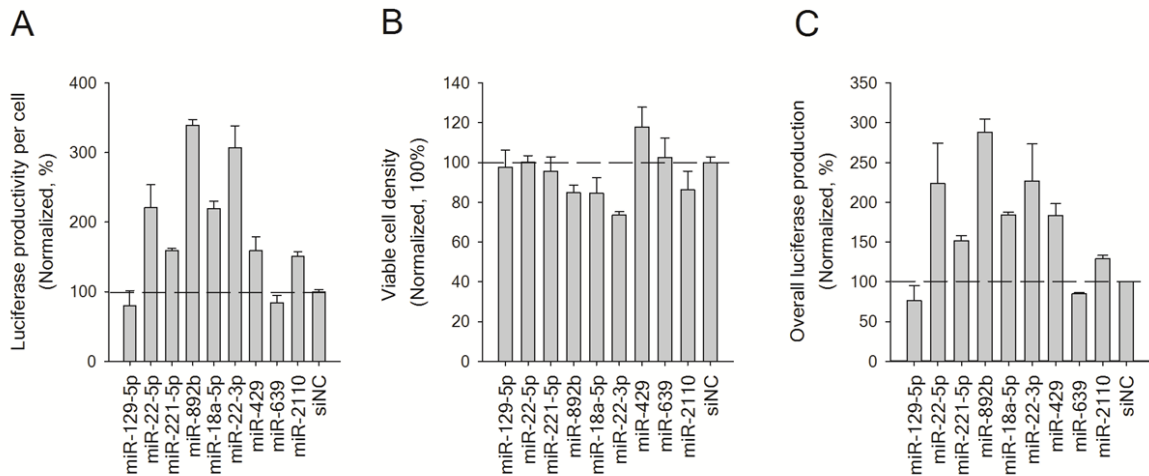 A
Luciferase productivity per cell
(Normalized, %)
400
300
200
100
0
miR-129-5p
miR-22-5p
miR-221-5p
miR-892b
miR-18a-5p
miR-22-3p
miR-429
miR-639
miR-2110
siNC
B
Viable cell density
(Normalized, 100%)
140
120
100
80
60
40
20
0
miR-129-5p
miR-22-5p
miR-221-5p
miR-892b
miR-18a-5p
miR-22-3p
miR-429
miR-639
miR-2110
siNC
C
Overall luciferase production
(Normalized, %)
350
300
250
200
150
100
50
0
miR-129-5p
miR-22-5p
miR-221-5p
miR-892b
miR-18a-5p
miR-22-3p
miR-429
miR-639
miR-2110
siNC